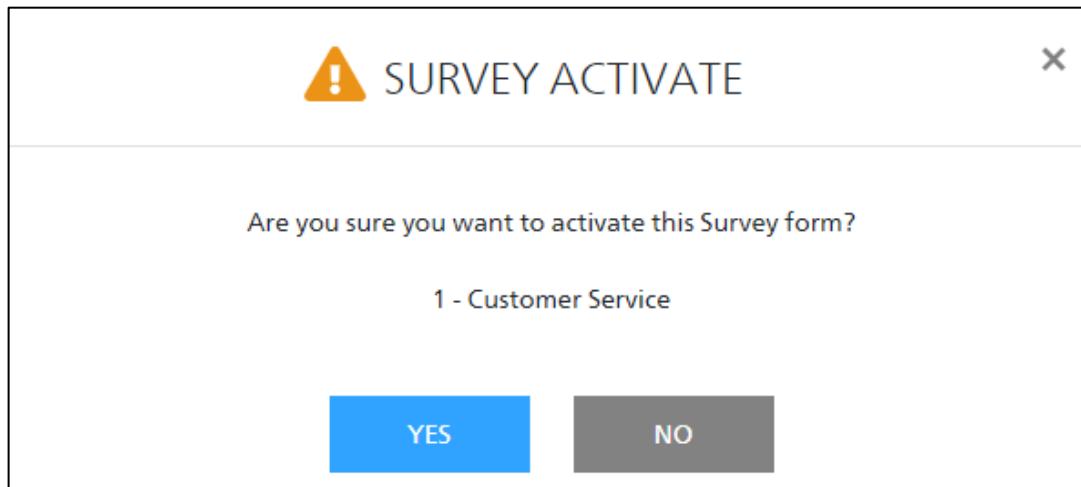 SURVEY ACTIVATE
Are you sure you want to activate this Survey form?
1 - Customer Service
YES
NO